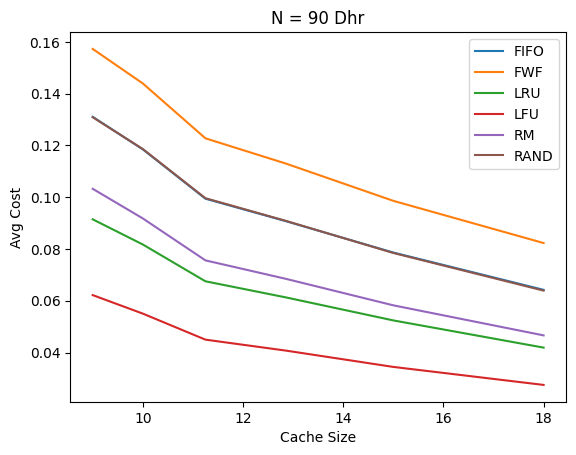 N = 90 Dhr
FIFO
FWF
LRU
LFU
RM
RAND
Avg Cost
0.16
0.14
0.12
0.10
0.08
0.06
0.04
10
12
14
16
18
Cache Size